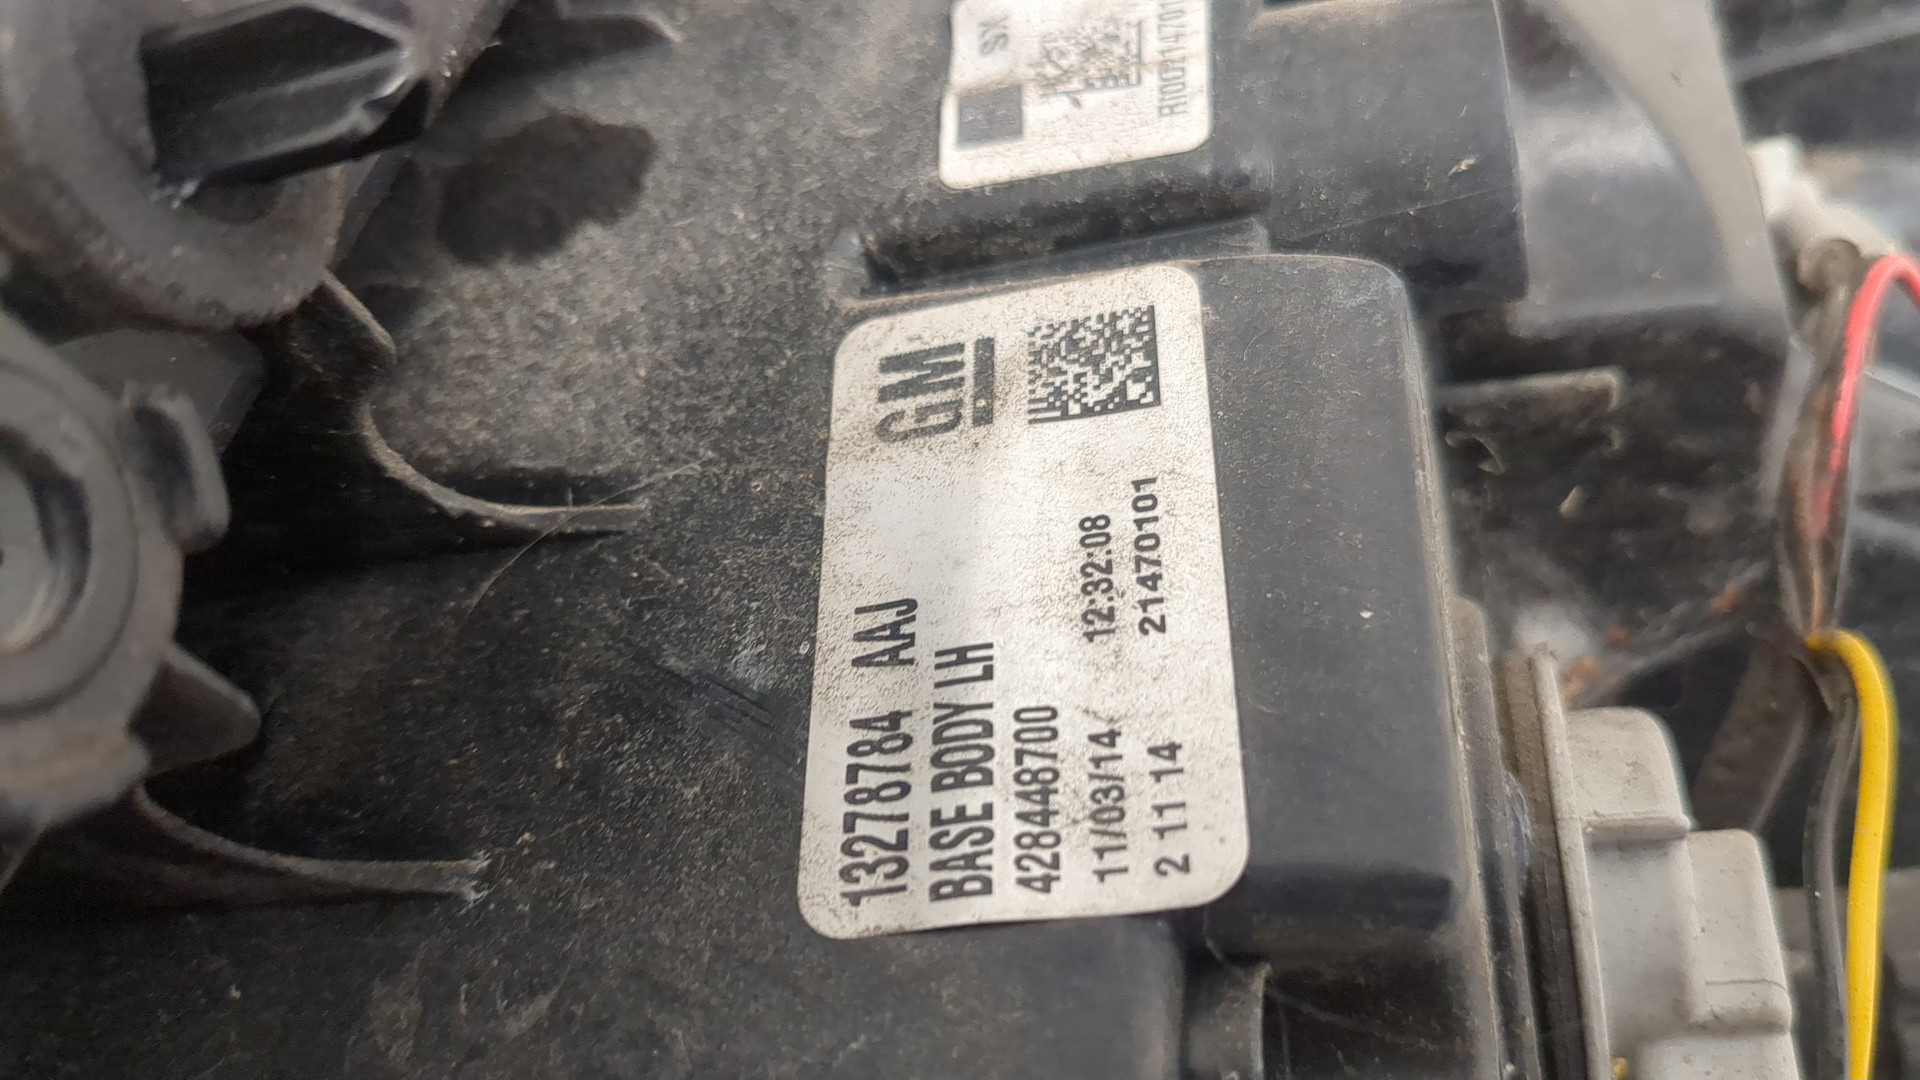 SX
GM
13278784 AAJ
BASE BODY LH
428448700
11/03/14 12:32:08
2 11 14 21470101